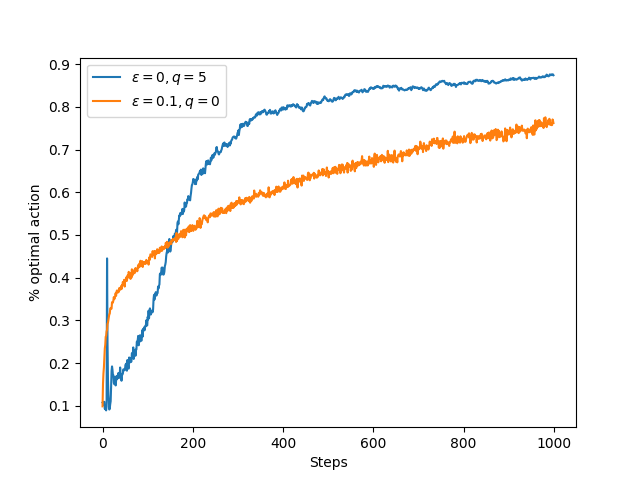 ε = 0, q = 5
ε = 0.1, q = 0
% optimal action
0.9
0.8
0.7
0.6
0.5
0.4
0.3
0.2
0.1
0 200 400 600 800 1000
Steps